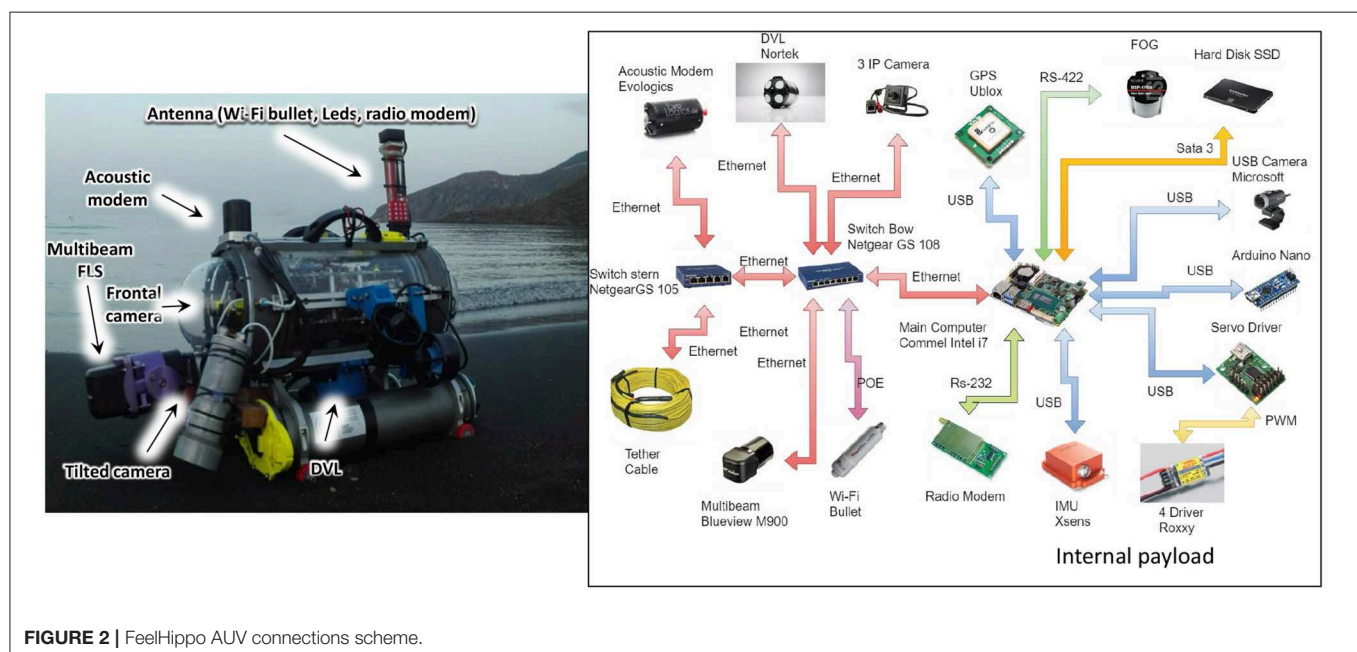 Antenna (Wi-Fi bullet, Leds, radio modem)
Acoustic
modem
Multibeam
FLS
Frontal
camera
Tilted camera
DVL
DVL
Nortek
Acoustic Modem
Evologics
3 IP Camera
GPS
Ublox
FOG
RS-422
Hard Disk SSD
Sata 3
USB Camera
Microsoft
Ethernet
Ethernet
Ethernet
USB
USB
Switch Bow
Netgear GS 108
Arduino Nano
USB
Switch stern
NetgearGS 105
Ethernet
Ethernet
Main Computer
Commel Intel i7
Servo Driver
Ethernet
Ethernet
Ethernet
POE
Rs-232
USB
USB
PWM
Tether
Cable
Multibeam
Blueview M900
Wi-Fi
Bullet
Radio Modem
IMU
Xsens
4 Driver
Roxxy
Internal payload
FIGURE 2 | FeelHippo AUV connections scheme.